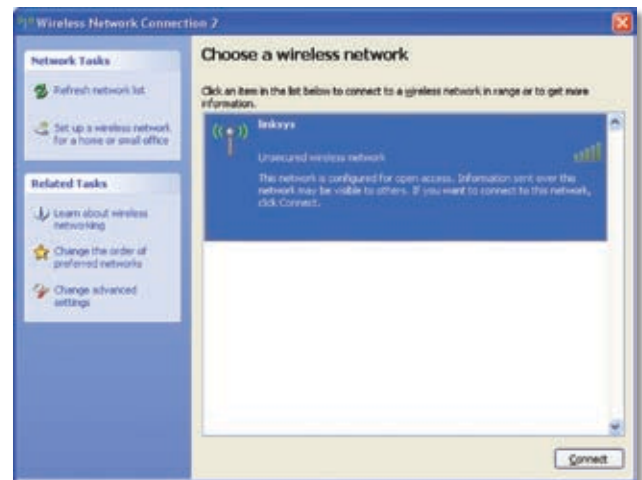 Wireless Network Connection 2
Network Tasks
Refresh network list
Set up a wireless network
for a home or small office
Related Tasks
Learn about wireless
networking
Change the order of
preferred networks
Change advanced
settings
Choose a wireless network
Click an item in the list below to connect to a wireless network in range or to get more
information.
linksys
Unsecured wireless network
This network is configured for open access. Information sent over this
network may be visible to others. If you want to connect to this network,
click Connect.
Connect